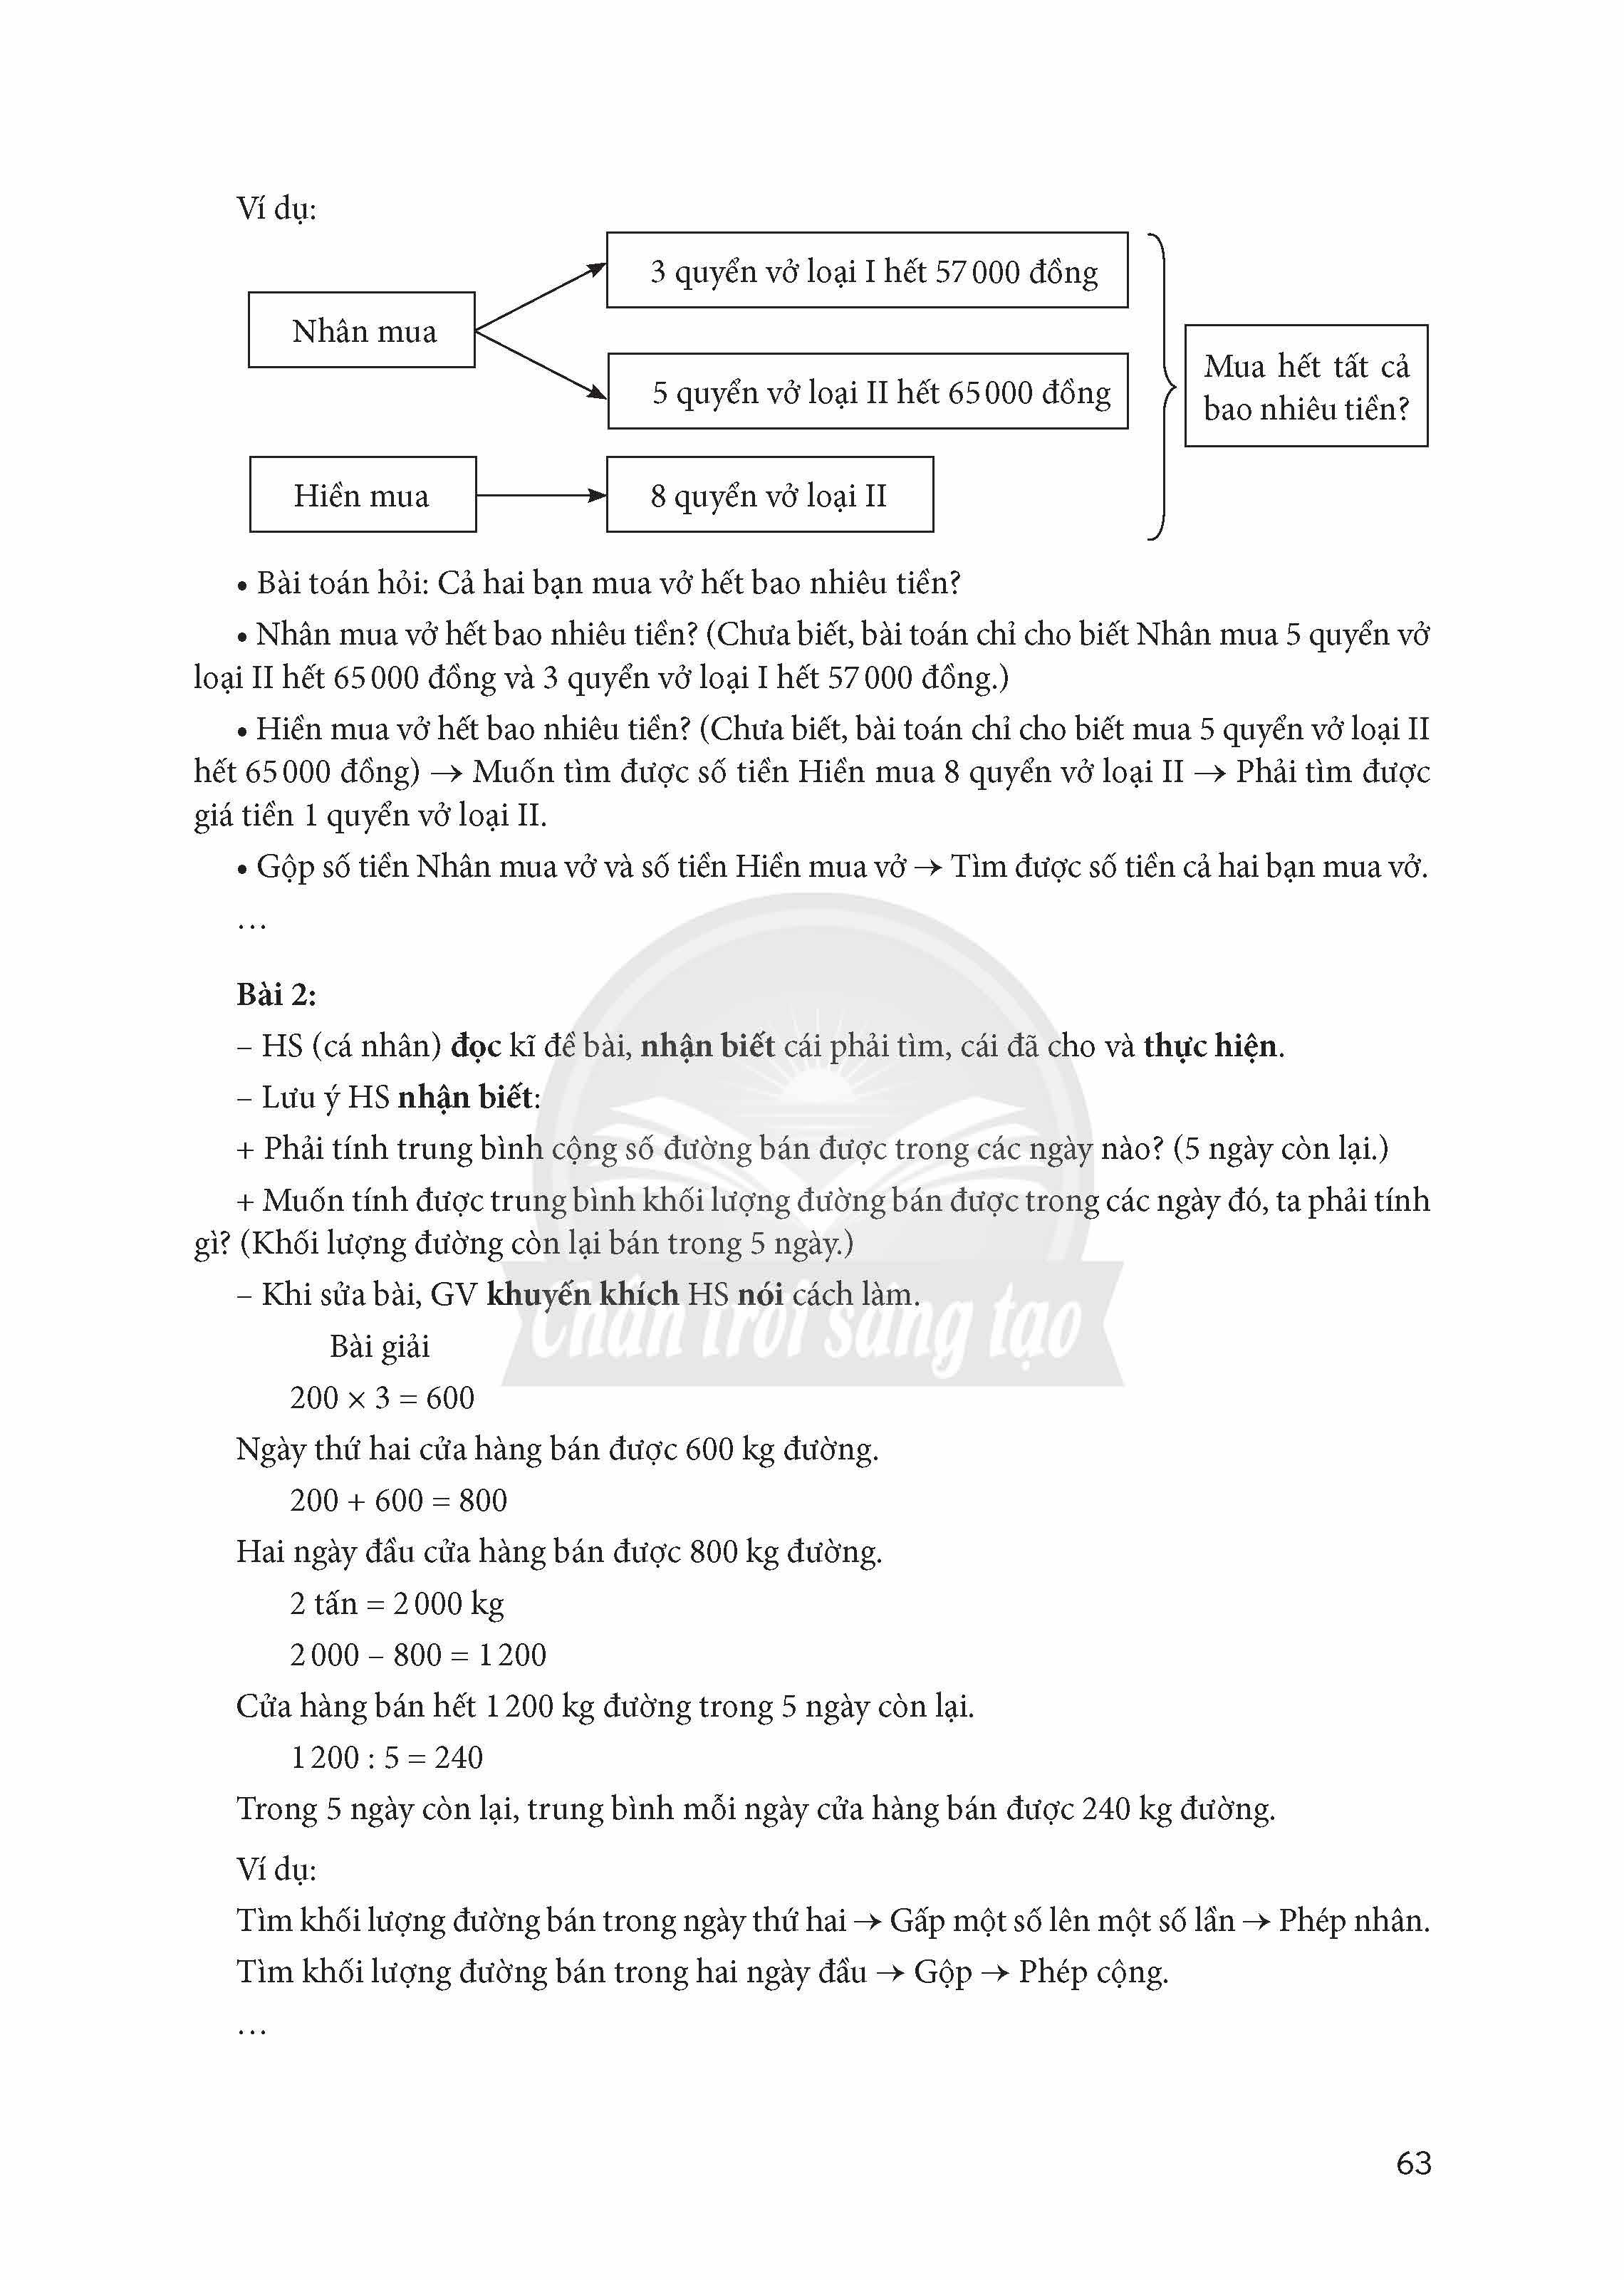 Ví dụ:
3 quyển vở loại I hết 57 000 đồng
Nhân mua
Mua hết tất cả
5 quyển vở loại II hết 65 000 đồng
bao nhiêu tiền?
Hiền mua
8 quyển vở loại II
• Bài toán hỏi: Cả hai bạn mua vở hết bao nhiêu tiền?
• Nhân mua vở hết bao nhiêu tiền? (Chưa biết, bài toán chỉ cho biết Nhân mua 5 quyển vở
loại II hết 65 000 đồng và 3 quyển vở loại I hết 57 000 đồng.)
• Hiền mua vở hết bao nhiêu tiền? (Chưa biết, bài toán chỉ cho biết mua 5 quyển vở loại II
hết 65 000 đồng) → Muốn tìm được số tiền Hiền mua 8 quyển vở loại II → Phải tìm được
giá tiền 1 quyển vở loại II.
• Gộp số tiền Nhân mua vở và số tiền Hiền mua vở → Tìm được số tiền cả hai bạn mua vở.
…
Bài 2:
– HS (cá nhân) đọc kĩ đề bài, nhận biết cái phải tìm, cái đã cho và thực hiện.
– Lưu ý HS nhận biết:
+ Phải tính trung bình cộng số đường bán được trong các ngày nào? (5 ngày còn lại.)
+ Muốn tính được trung bình khối lượng đường bán được trong các ngày đó, ta phải tính
gì? (Khối lượng đường còn lại bán trong 5 ngày.)
– Khi sửa bài, GV khuyến khích HS nói cách làm.
Chân trời sáng tạo
Bài giải
200 × 3 = 600
Ngày thứ hai cửa hàng bán được 600 kg đường.
200 + 600 = 800
Hai ngày đầu cửa hàng bán được 800 kg đường.
2 tấn = 2 000 kg
2 000 – 800 = 1 200
Cửa hàng bán hết 1 200 kg đường trong 5 ngày còn lại.
1 200 : 5 = 240
Trong 5 ngày còn lại, trung bình mỗi ngày cửa hàng bán được 240 kg đường.
Ví dụ:
Tìm khối lượng đường bán trong ngày thứ hai → Gấp một số lên một số lần → Phép nhân.
Tìm khối lượng đường bán trong hai ngày đầu → Gộp → Phép cộng.
…
63